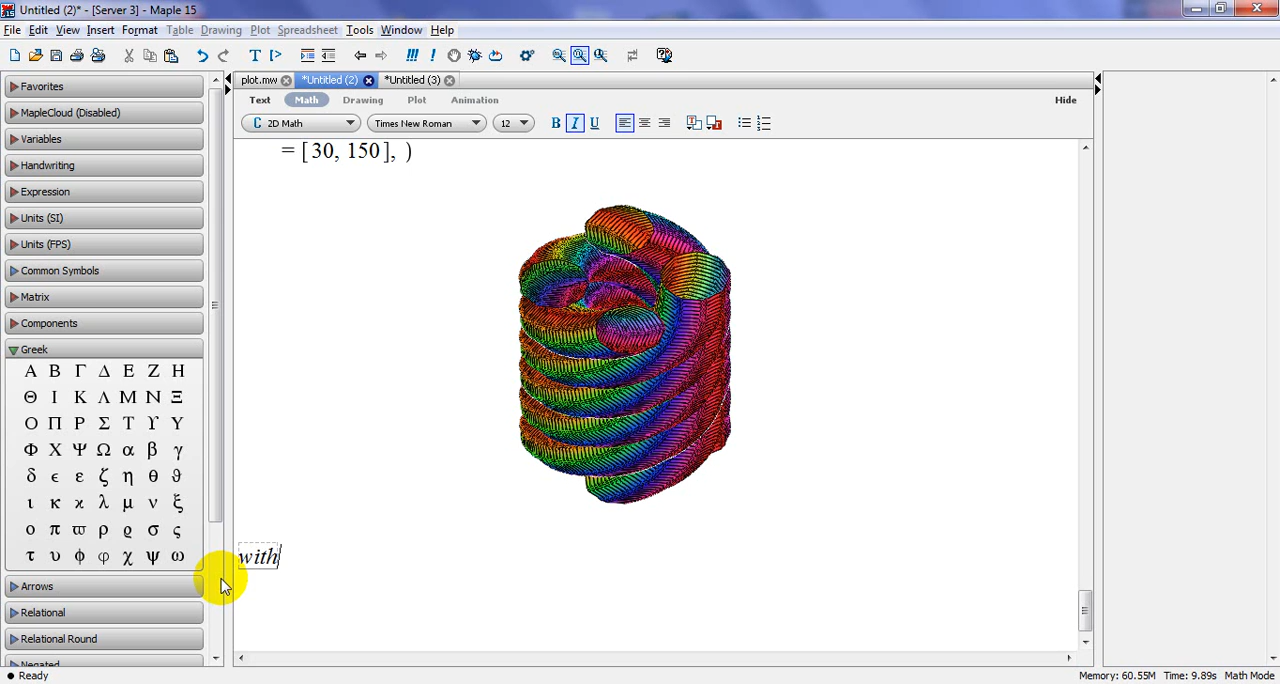 Untitled (2)* - [Server 3] - Maple 15
File Edit View Insert Format Table Drawing Plot Spreadsheet Tools Window Help
plot.mw *Untitled (2) *Untitled (3)
Text Math Drawing Plot Animation Hide
C 2D Math Times New Roman 12 B I U
Favorites
MapleCloud (Disabled)
Variables
Handwriting
Expression
Units (SI)
Units (FPS)
Common Symbols
Matrix
Components
Greek
Α Β Γ Δ Ε Ζ Η
Θ Ι Κ Λ Μ Ν Ξ
Ο Π Ρ Σ Τ ϒ Υ
Φ Χ Ψ Ω α β γ
δ ϵ ε ζ η θ ϑ
ι κ ϰ λ μ ν ξ
ο π ϖ ρ ϱ σ ς
τ υ ϕ φ χ ψ ω
Arrows
Relational
Relational Round
Negated
= [30, 150], )
with
Ready Memory: 60.55M Time: 9.89s Math Mode